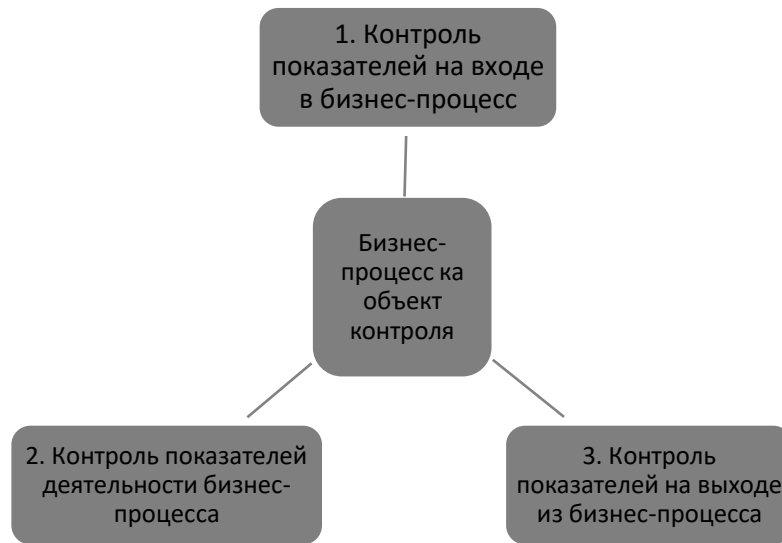 1. Контроль
показателей на входе
в бизнес-процесс
Бизнес-
процесс ка
объект
контроля
2. Контроль показателей
деятельности бизнес-
процесса
3. Контроль
показателей на выходе
из бизнес-процесса